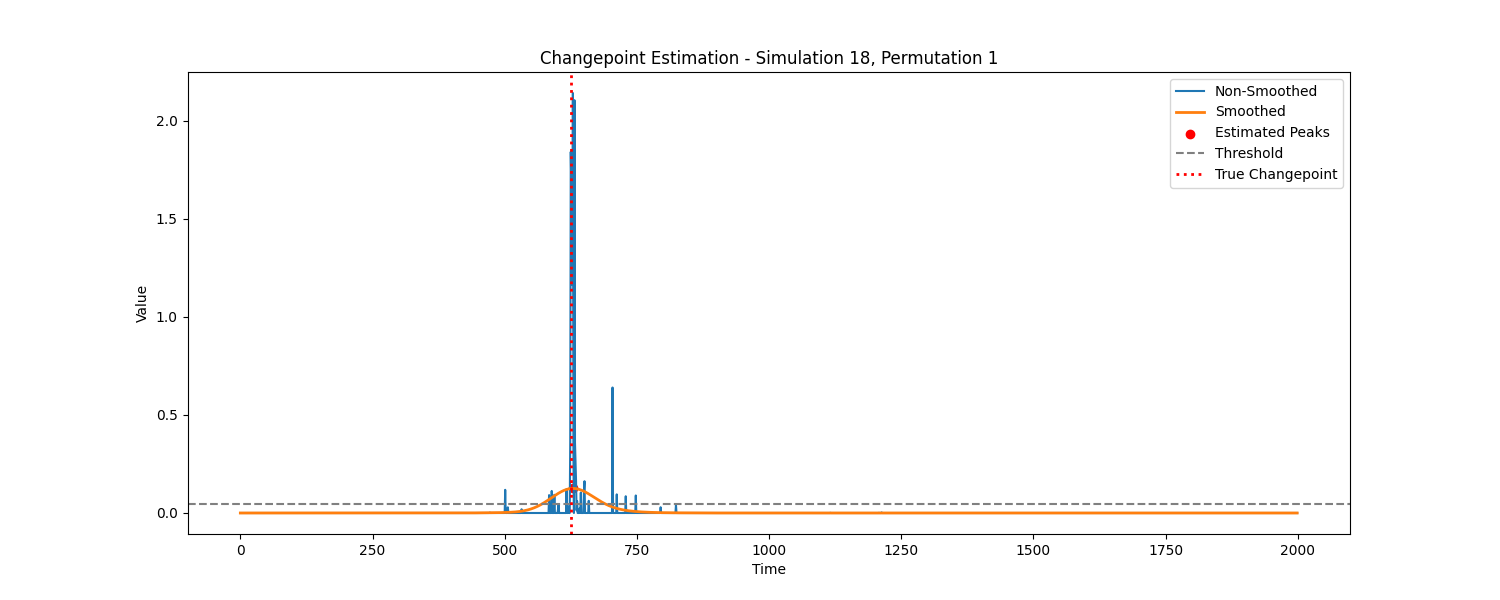 Changepoint Estimation - Simulation 18, Permutation 1
Non-Smoothed
Smoothed
Estimated Peaks
Threshold
True Changepoint
Value
2.0
1.5
1.0
0.5
0.0
0
250
500
750
1000
1250
1500
1750
2000
Time